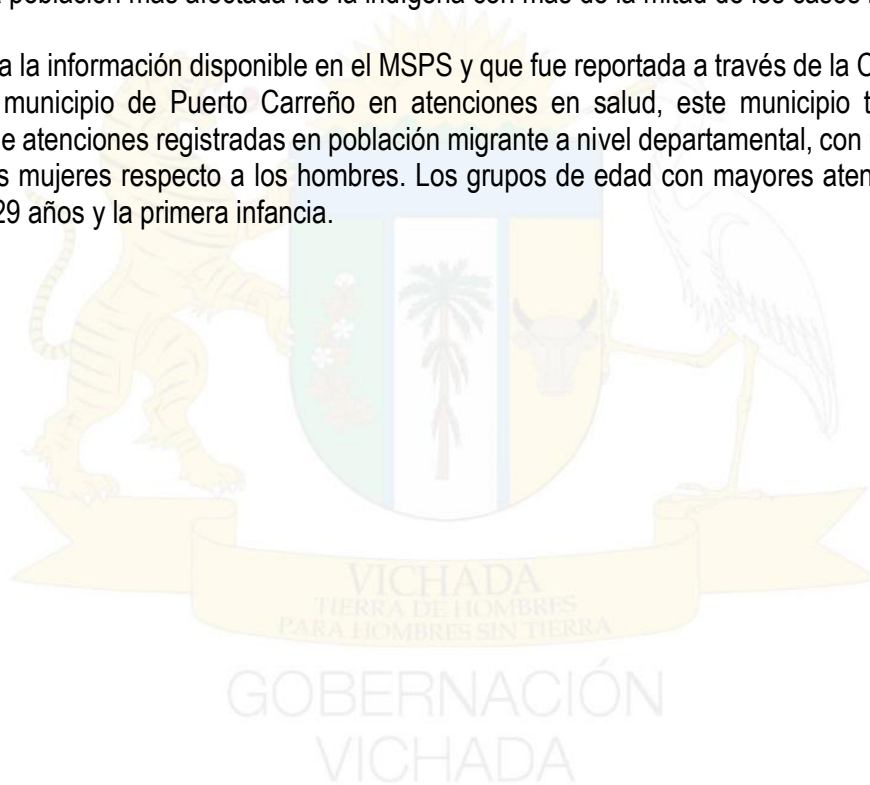 población más afectada fue la indígena con más de la mitad de los casos
a la información disponible en el MSPS y que fue reportada a través de la
municipio de Puerto Carreño en atenciones en salud, este municipio
e atenciones registradas en población migrante a nivel departamental, con
s mujeres respecto a los hombres. Los grupos de edad con mayores
29 años y la primera infancia.
VICHADA
TIERRA DE HOMBRES
PARA HOMBRES SIN TIERRA
GOBERNACIÓN
VICHADA